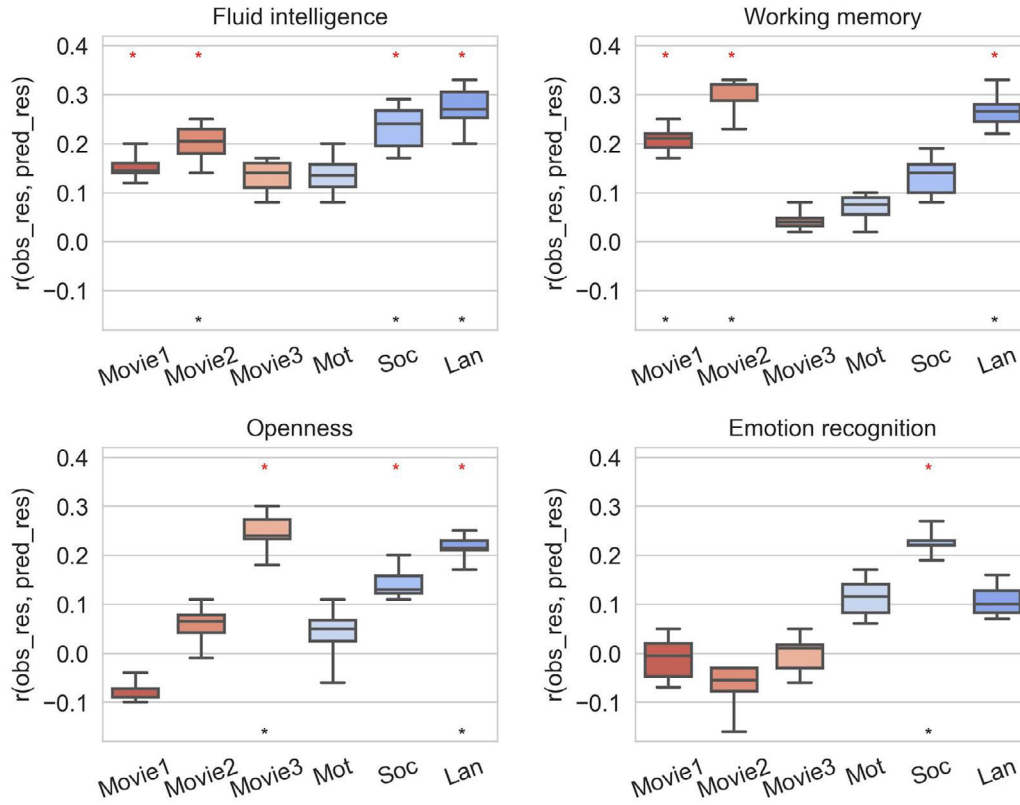 Fluid intelligence
r(obs_res, pred_res)
0.4
0.3
0.2
0.1
0.0
−0.1
* * * *
* * *
Movie1 Movie2 Movie3 Mot Soc Lan
Working memory
r(obs_res, pred_res)
0.4
0.3
0.2
0.1
0.0
−0.1
* * *
* * *
Movie1 Movie2 Movie3 Mot Soc Lan
Openness
r(obs_res, pred_res)
0.4
0.3
0.2
0.1
0.0
−0.1
* * *
* *
Movie1 Movie2 Movie3 Mot Soc Lan
Emotion recognition
r(obs_res, pred_res)
0.4
0.3
0.2
0.1
0.0
−0.1
*
*
Movie1 Movie2 Movie3 Mot Soc Lan